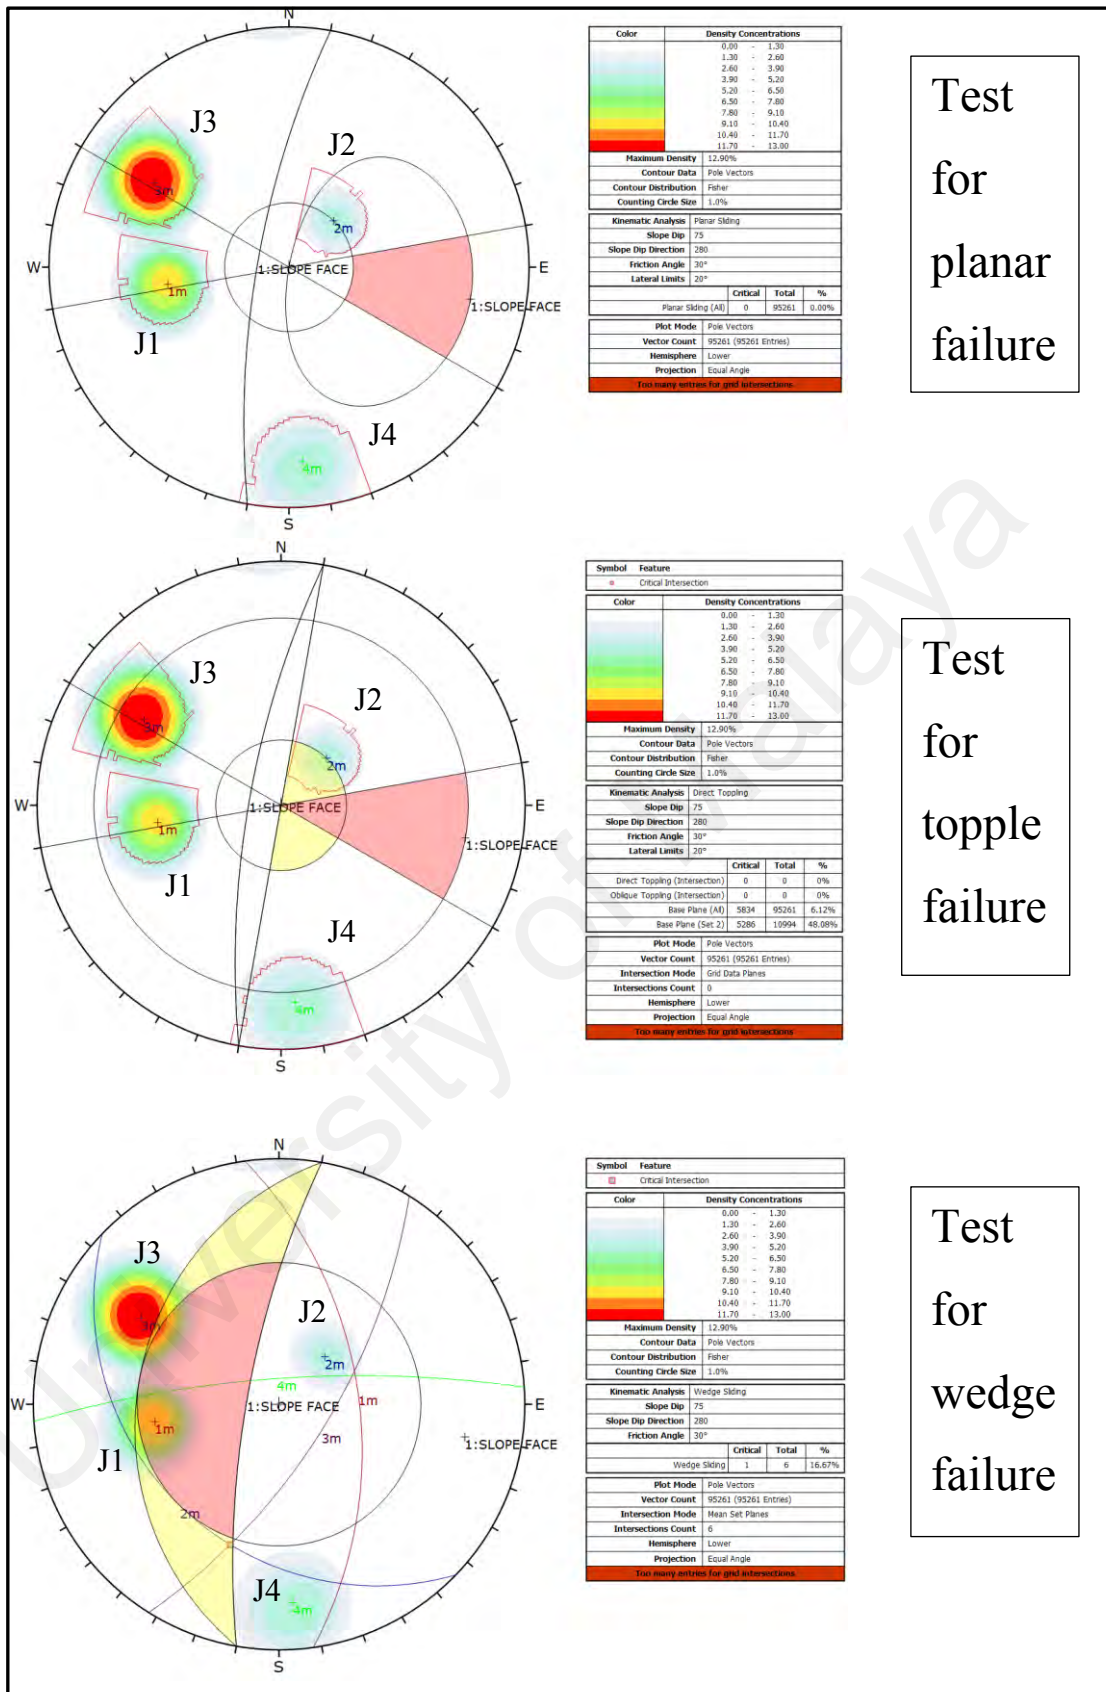 N
J3
J2
3m
2m
W
1:SLOPE FACE
E
1m
1:SLOPE FACE
J1
J4
4m
S
Color Density Concentrations
0.00 - 1.30
1.30 - 2.60
2.60 - 3.90
3.90 - 5.20
5.20 - 6.50
6.50 - 7.80
7.80 - 9.10
9.10 - 10.40
10.40 - 11.70
11.70 - 13.00
Maximum Density 12.90%
Contour Data Pole Vectors
Contour Distribution Fisher
Counting Circle Size 1.0%
Kinematic Analysis Planar Sliding
Slope Dip 75
Slope Dip Direction 280
Friction Angle 30°
Lateral Limits 20°
Critical Total %
Planar Sliding (All) 0 95261 0.00%
Plot Mode Pole Vectors
Vector Count 95261 (95261 Entries)
Hemisphere Lower
Projection Equal Angle
Too many entries for grid intersections
Test
for
planar
failure
N
J3
J2
3m
2m
W
1:SLOPE FACE
E
1m
1:SLOPE FACE
J1
J4
4m
S
Symbol Feature
Critical Intersection
Color Density Concentrations
0.00 - 1.30
1.30 - 2.60
2.60 - 3.90
3.90 - 5.20
5.20 - 6.50
6.50 - 7.80
7.80 - 9.10
9.10 - 10.40
10.40 - 11.70
11.70 - 13.00
Maximum Density 12.90%
Contour Data Pole Vectors
Contour Distribution Fisher
Counting Circle Size 1.0%
Kinematic Analysis Direct Toppling
Slope Dip 75
Slope Dip Direction 280
Friction Angle 30°
Lateral Limits 20°
Critical Total %
Direct Toppling (Intersection) 0 0 0%
Oblique Toppling (Intersection) 0 0 0%
Base Plane (All) 5834 95261 6.12%
Base Plane (Set 2) 5286 10994 48.08%
Plot Mode Pole Vectors
Vector Count 95261 (95261 Entries)
Intersection Mode Grid Data Planes
Intersections Count 0
Hemisphere Lower
Projection Equal Angle
Too many entries for grid intersections
Test
for
topple
failure
N
J3
3m
J2
2m
4m
W
1:SLOPE FACE
1m
E
1m
3m
1:SLOPE FACE
J1
2m
J4
4m
S
Symbol Feature
Critical Intersection
Color Density Concentrations
0.00 - 1.30
1.30 - 2.60
2.60 - 3.90
3.90 - 5.20
5.20 - 6.50
6.50 - 7.80
7.80 - 9.10
9.10 - 10.40
10.40 - 11.70
11.70 - 13.00
Maximum Density 12.90%
Contour Data Pole Vectors
Contour Distribution Fisher
Counting Circle Size 1.0%
Kinematic Analysis Wedge Sliding
Slope Dip 75
Slope Dip Direction 280
Friction Angle 30°
Critical Total %
Wedge Sliding 1 6 16.67%
Plot Mode Pole Vectors
Vector Count 95261 (95261 Entries)
Intersection Mode Mean Set Planes
Intersections Count 6
Hemisphere Lower
Projection Equal Angle
Too many entries for grid intersections
Test
for
wedge
failure
University of Malaya